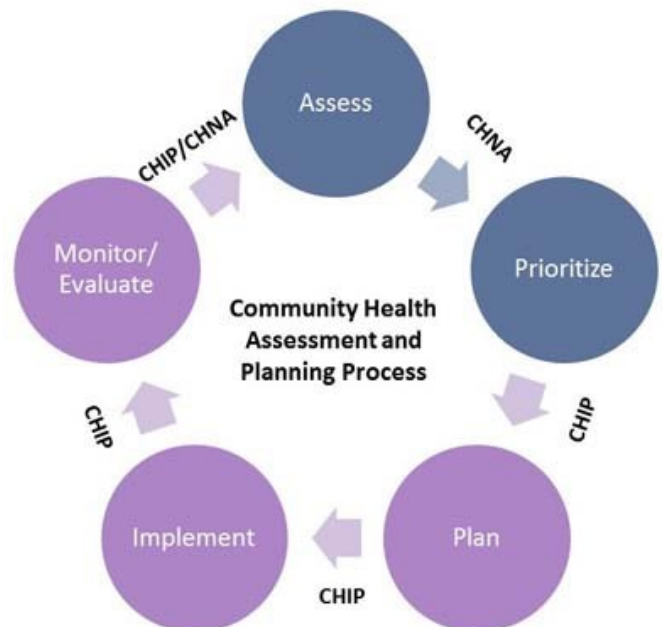 Assess
CHNA
Prioritize
CHIP
Plan
CHIP
Implement
CHIP
Monitor/
Evaluate
CHIP/CHNA
Community Health
Assessment and
Planning Process